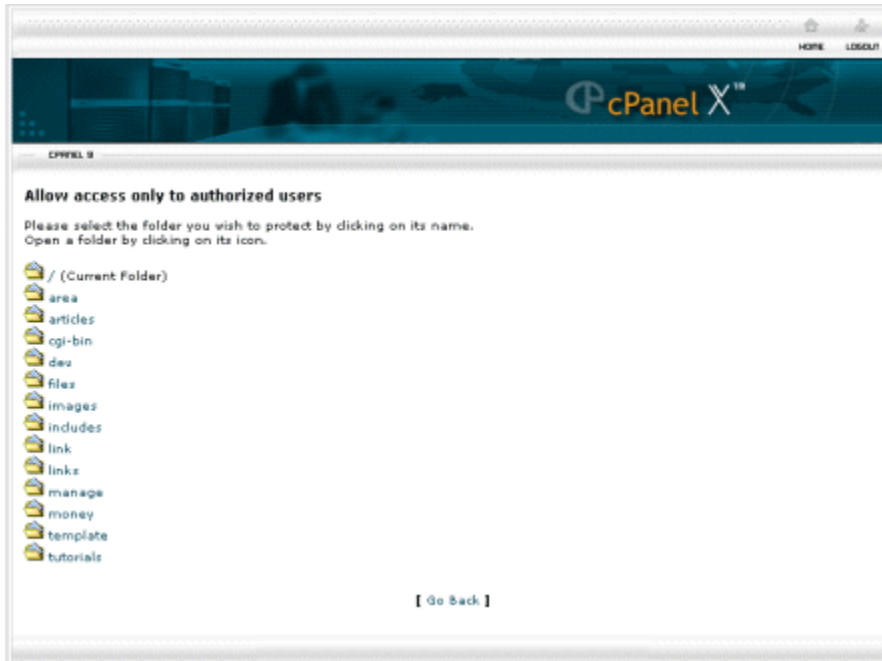 HOME LOGOUT
cPanel X™
CPANEL X
Allow access only to authorized users
Please select the folder you wish to protect by clicking on its name.
Open a folder by clicking on its icon.
/ (Current Folder)
area
articles
cgi-bin
dev
files
images
includes
link
links
manage
money
template
tutorials
[ Go Back ]